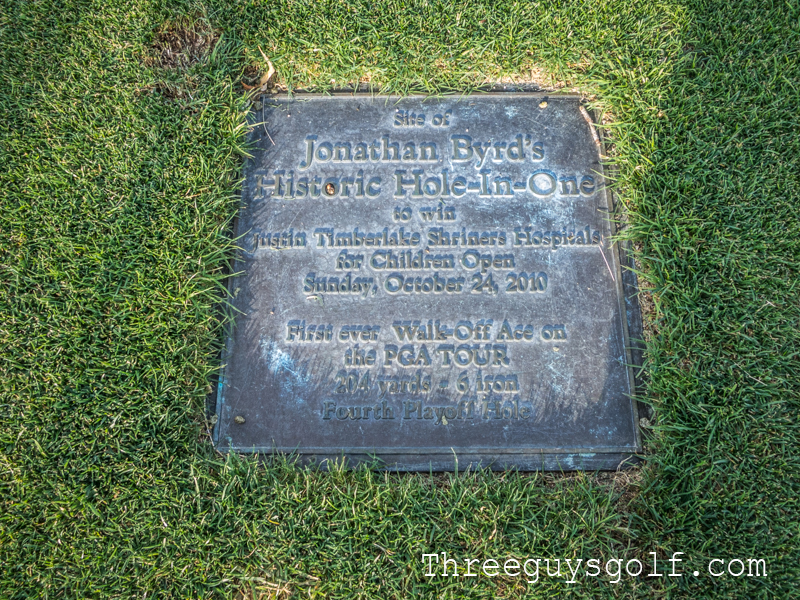 Site of
Jonathan Byrd's
Historic Hole-In-One
to win
Justin Timberlake Shriners Hospitals
for Children Open
Sunday, October 24, 2010
First ever Walk-Off Ace on
the PGA TOUR
204 yards 6 iron
Fourth Playoff Hole
Threeguysgolf.com